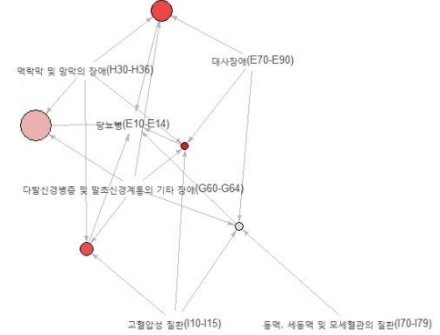 대사장애(E70-E90)
맥락막 및 망막의 장애(H30-H36)
당뇨병(E10-E14)
다발신경병증 및 말초신경계통의 기타 장애(G60-G64)
고혈압성 질환(I10-I15)
동맥, 세동맥 및 모세혈관의 질환(I70-I79)